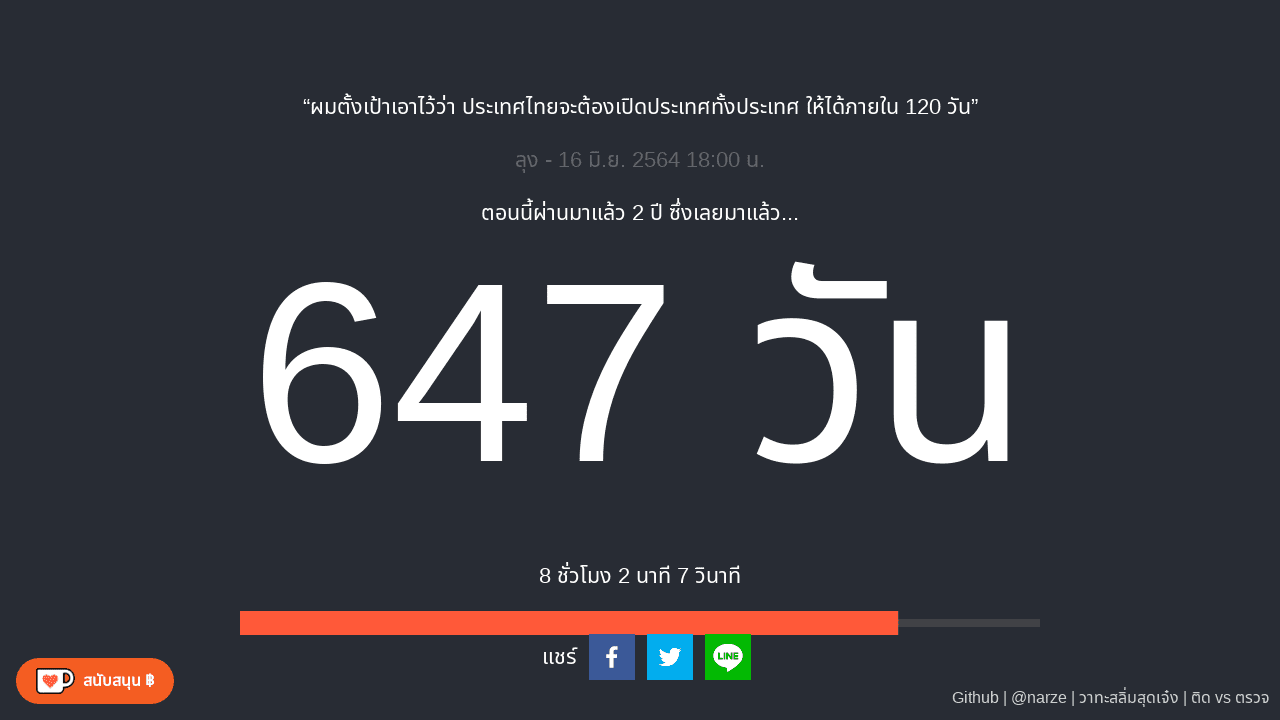 “ผมตั้งเป้าเอาไว้ว่า ประเทศไทยจะต้องเปิดประเทศทั้งประเทศ ให้ได้ภายใน 120 วัน”
ลุง - 16 มิ.ย. 2564 18:00 น.
ตอนนี้ผ่านมาแล้ว 2 ปี ซึ่งเลยมาแล้ว...
647 วัน
8 ชั่วโมง 2 นาที 7 วินาที
แชร์
LINE
สนับสนุน ฿
Github | @narze | วาทะสลิ่มสุดเจ๋ง | ติด vs ตรวจ